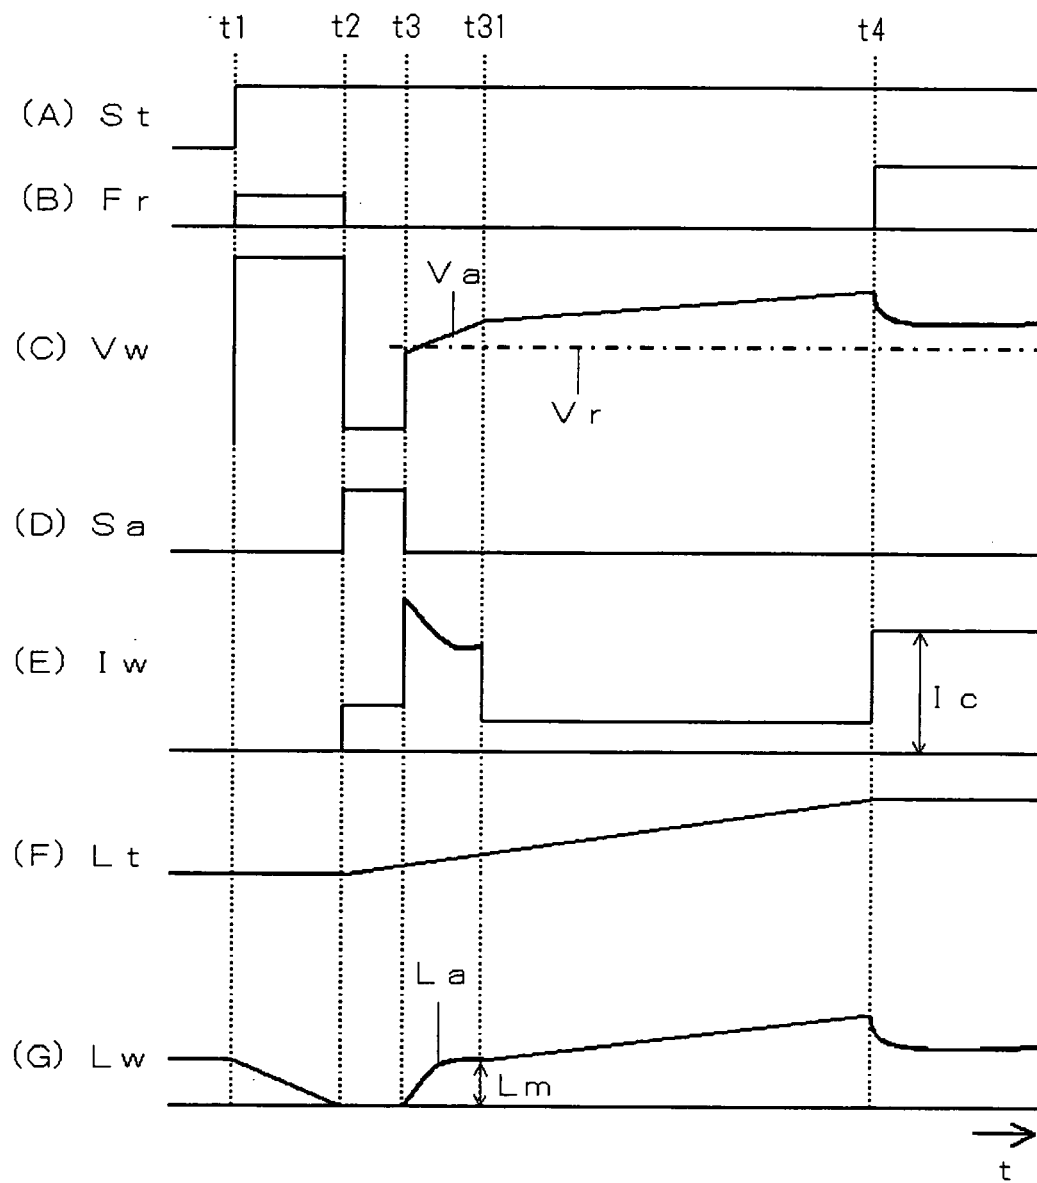 t1 t2 t3 t31 t4
(A) St
(B) Fr
Va
(C) Vw
Vr
(D) Sa
(E) Iw
Ic
(F) Lt
La
(G) Lw
Lm
t